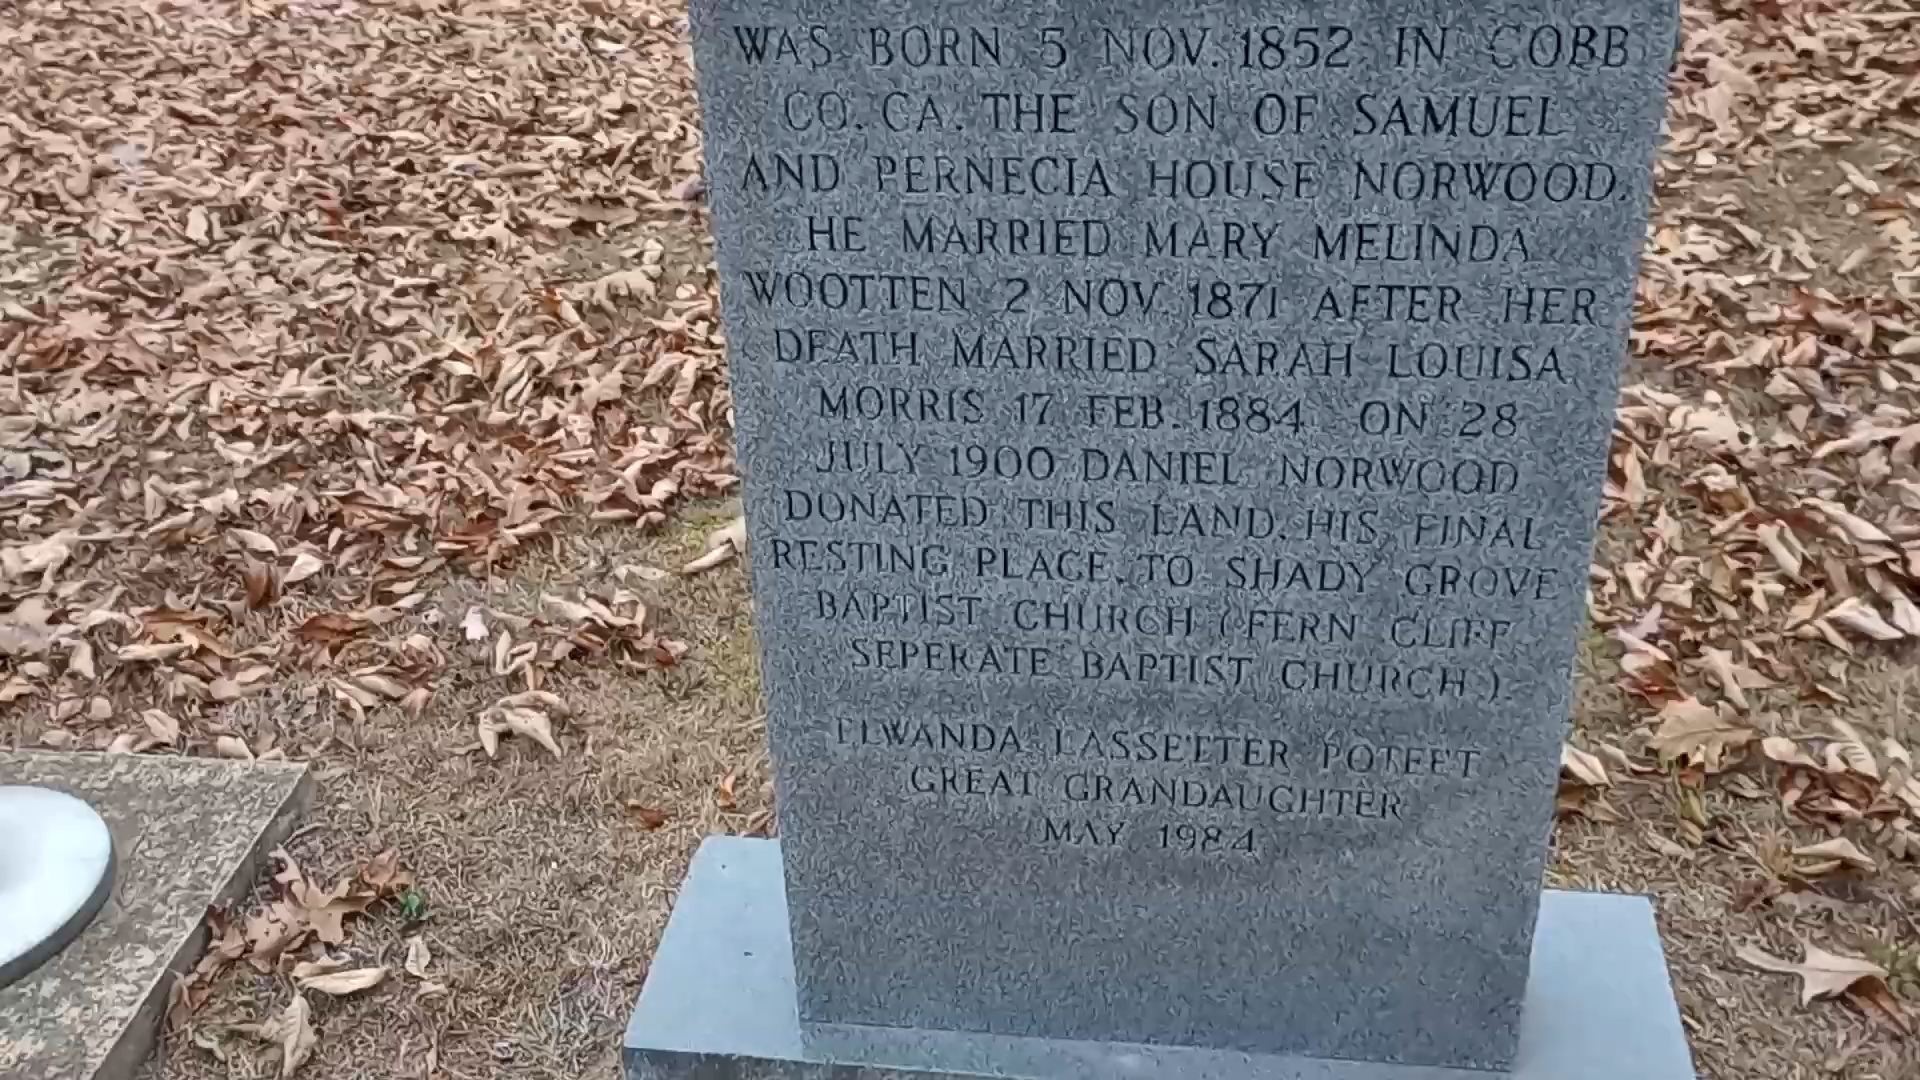 WAS BORN 5 NOV. 1852 IN COBB
CO. GA. THE SON OF SAMUEL
AND PERNECIA HOUSE NORWOOD.
HE MARRIED MARY MELINDA
WOOTTEN 2 NOV. 1871 AFTER HER
DEATH MARRIED SARAH LOUISA
MORRIS 17 FEB. 1884 ON 28
JULY 1900 DANIEL NORWOOD
DONATED THIS LAND, HIS FINAL
RESTING PLACE, TO SHADY GROVE
BAPTIST CHURCH (FERN CLIFF
SEPERATE BAPTIST CHURCH)
ELWANDA LASSETTER POTEET
GREAT GRANDAUGHTER
MAY 1984